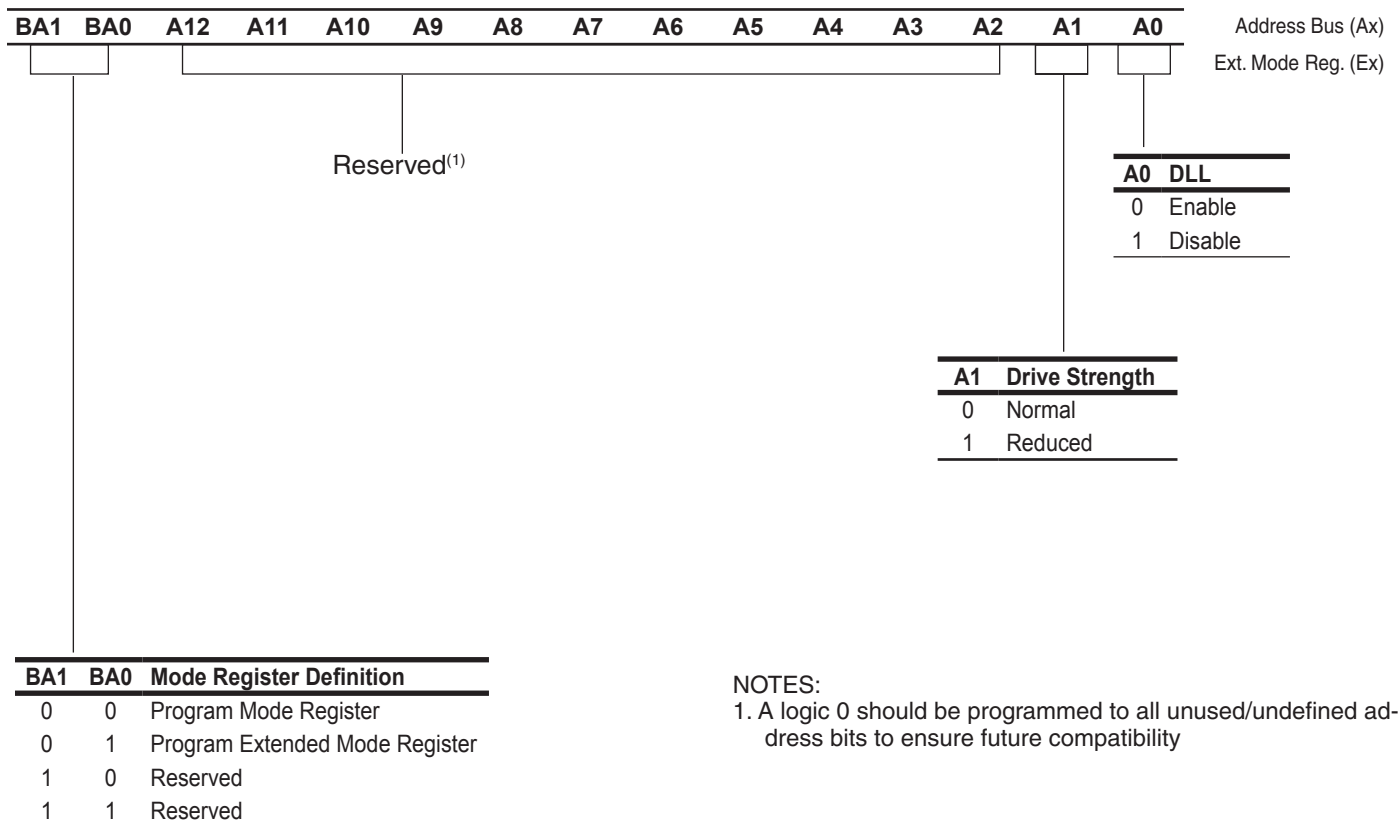 BA1 BA0 A12 A11 A10 A9 A8 A7 A6 A5 A4 A3 A2 A1 A0 Address Bus (Ax)
Ext. Mode Reg. (Ex)
Reserved(1)
A0 DLL
0 Enable
1 Disable
A1 Drive Strength
0 Normal
1 Reduced
BA1 BA0 Mode Register Definition
0 0 Program Mode Register
0 1 Program Extended Mode Register
1 0 Reserved
1 1 Reserved
NOTES:
1. A logic 0 should be programmed to all unused/undefined ad-
dress bits to ensure future compatibility